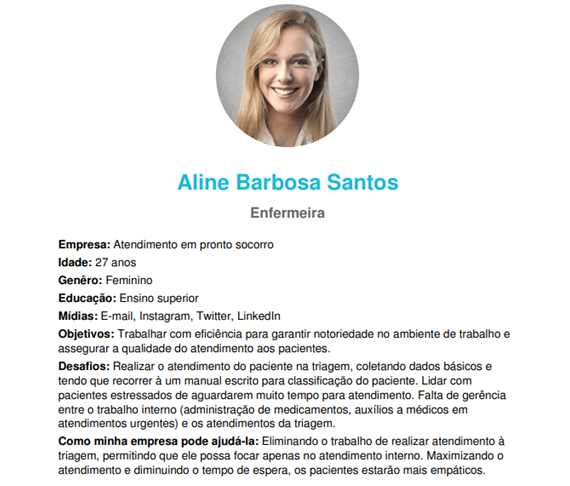 Aline Barbosa Santos
Enfermeira
Empresa: Atendimento em pronto socorro
Idade: 27 anos
Genêro: Feminino
Educação: Ensino superior
Mídias: E-mail, Instagram, Twitter, LinkedIn
Objetivos: Trabalhar com eficiência para garantir notoriedade no ambiente de trabalho e
assegurar a qualidade do atendimento aos pacientes.
Desafios: Realizar o atendimento do paciente na triagem, coletando dados básicos e
tendo que recorrer à um manual escrito para classificação do paciente. Lidar com
pacientes estressados de aguardarem muito tempo para atendimento. Falta de gerência
entre o trabalho interno (administração de medicamentos, auxílios a médicos em
atendimentos urgentes) e os atendimentos da triagem.
Como minha empresa pode ajudá-la: Eliminando o trabalho de realizar atendimento à
triagem, permitindo que ele possa focar apenas no atendimento interno. Maximizando o
atendimento e diminuindo o tempo de espera, os pacientes estarão mais empáticos.